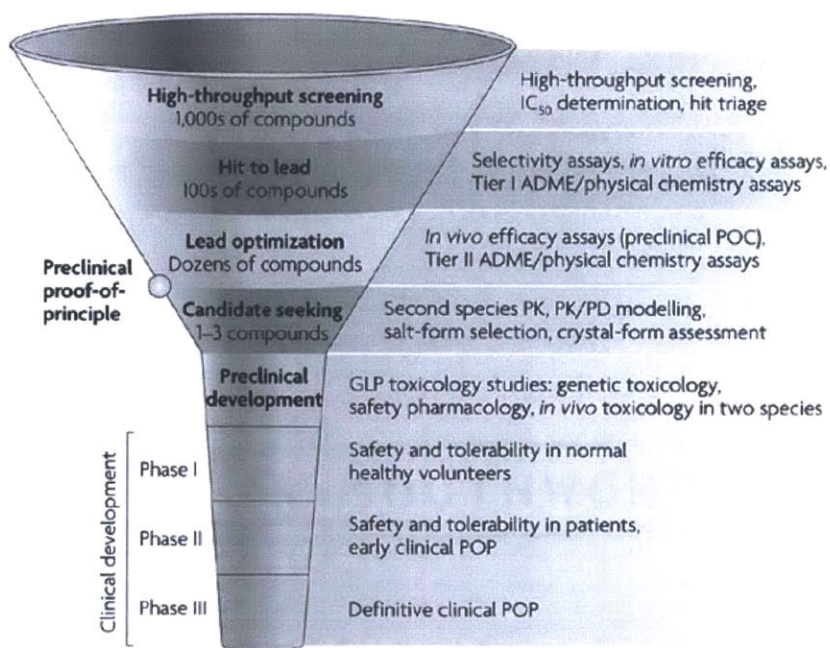 High-throughput screening
1,000s of compounds
High-throughput screening,
IC50 determination, hit triage
Hit to lead
100s of compounds
Selectivity assays, in vitro efficacy assays,
Tier I ADME/physical chemistry assays
Lead optimization
Dozens of compounds
In vivo efficacy assays (preclinical POC),
Tier II ADME/physical chemistry assays
Preclinical
proof-of-
principle
Candidate seeking
1–3 compounds
Second species PK, PK/PD modelling,
salt-form selection, crystal-form assessment
Preclinical
development
GLP toxicology studies: genetic toxicology,
safety pharmacology, in vivo toxicology in two species
Clinical development
Phase I
Safety and tolerability in normal
healthy volunteers
Phase II
Safety and tolerability in patients,
early clinical POP
Phase III
Definitive clinical POP